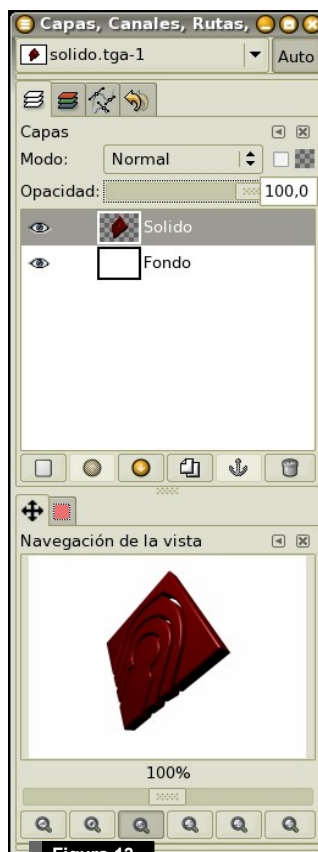 Capas, Canales, Rutas,
solido.tga-1
Auto
Capas
Modo: Normal
Opacidad: 100,0
Solido
Fondo
Navegación de la vista
100%